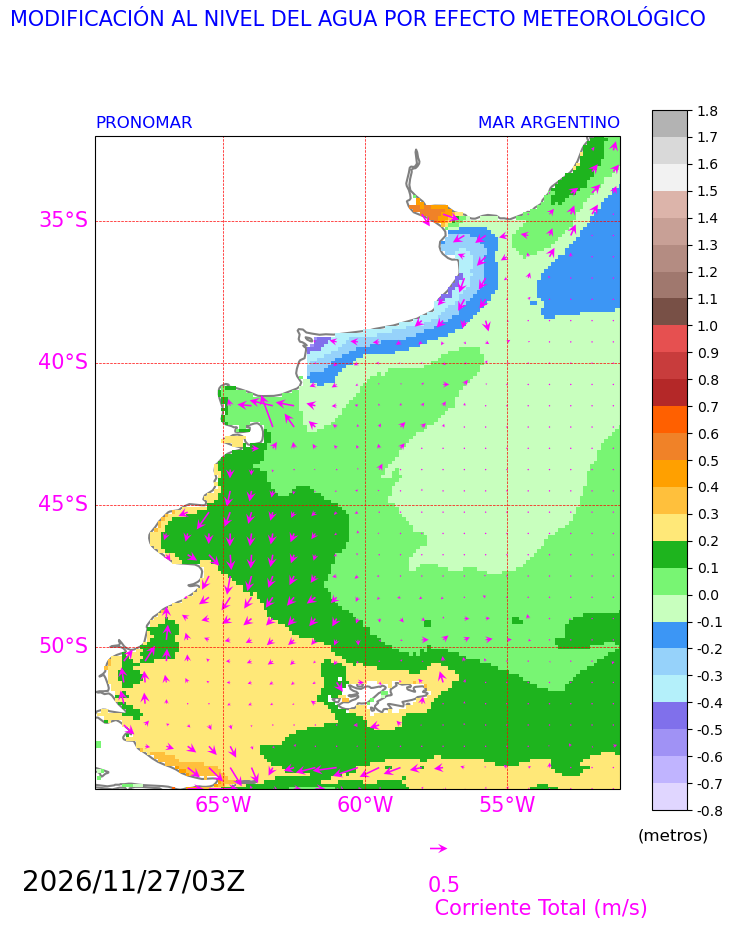 MODIFICACIÓN AL NIVEL DEL AGUA POR EFECTO METEOROLÓGICO
PRONOMAR
MAR ARGENTINO
35°S
40°S
45°S
50°S
65°W
60°W
55°W
1.8
1.7
1.6
1.5
1.4
1.3
1.2
1.1
1.0
0.9
0.8
0.7
0.6
0.5
0.4
0.3
0.2
0.1
0.0
-0.1
-0.2
-0.3
-0.4
-0.5
-0.6
-0.7
-0.8
(metros)
2026/11/27/03Z
0.5
Corriente Total (m/s)